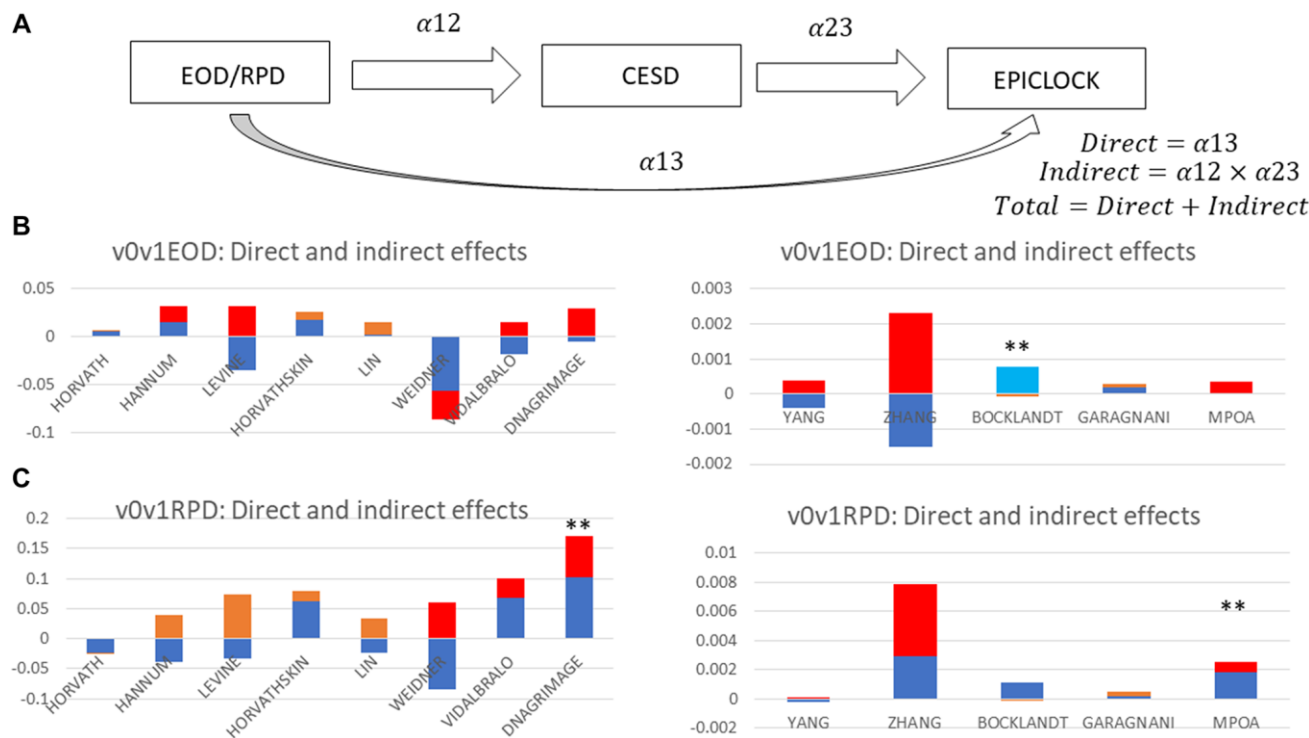 A
α12
α23
EOD/RPD
CESD
EPICLOCK
α13
Direct = α13
Indirect = α12 × α23
Total = Direct + Indirect
B
v0v1EOD: Direct and indirect effects
0.05
0
-0.05
-0.1
HORVATH
HANNUM
LEVINE
HORVATHSKIN
LIN
WEIDNER
VIDALBRALO
DNAGRIMAGE
v0v1EOD: Direct and indirect effects
0.003
0.002
0.001
0
-0.001
-0.002
**
YANG
ZHANG
BOCKLANDT
GARAGNANI
MPOA
C
v0v1RPD: Direct and indirect effects
0.2
0.15
0.1
0.05
0
-0.05
-0.1
**
HORVATH
HANNUM
LEVINE
HORVATHSKIN
LIN
WEIDNER
VIDALBRALO
DNAGRIMAGE
v0v1RPD: Direct and indirect effects
0.01
0.008
0.006
0.004
0.002
0
-0.002
**
YANG
ZHANG
BOCKLANDT
GARAGNANI
MPOA